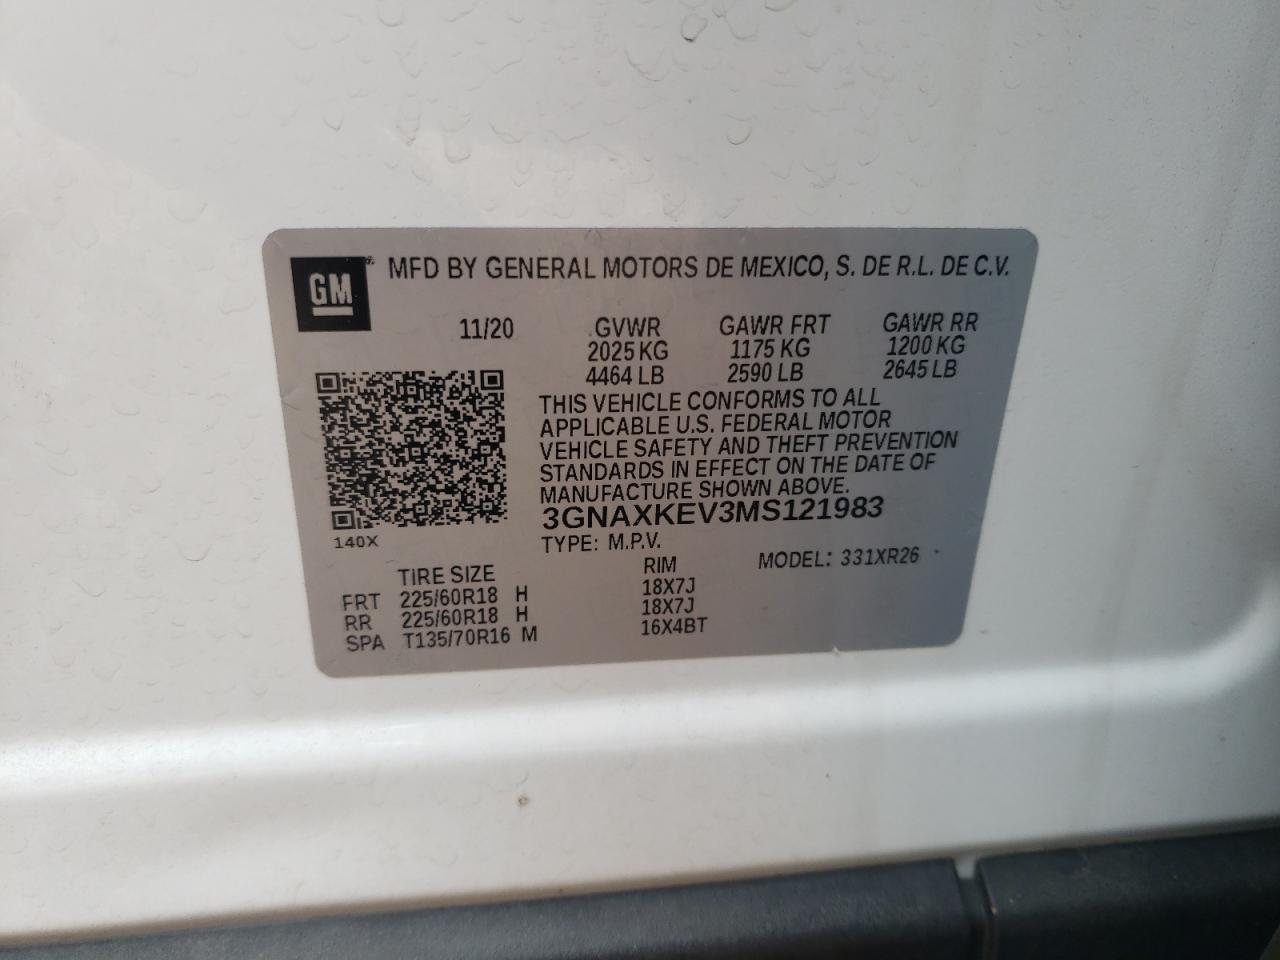 GM® MFD BY GENERAL MOTORS DE MEXICO, S. DE R.L. DE C.V.
11/20 GVWR GAWR FRT GAWR RR
2025 KG 1175 KG 1200 KG
4464 LB 2590 LB 2645 LB
THIS VEHICLE CONFORMS TO ALL
APPLICABLE U.S. FEDERAL MOTOR
VEHICLE SAFETY AND THEFT PREVENTION
STANDARDS IN EFFECT ON THE DATE OF
MANUFACTURE SHOWN ABOVE.
3GNAXKEV3MS121983
140X
TYPE: M.P.V. MODEL: 331XR26
TIRE SIZE RIM
FRT 225/60R18 H 18X7J
RR 225/60R18 H 18X7J
SPA T135/70R16 M 16X4BT